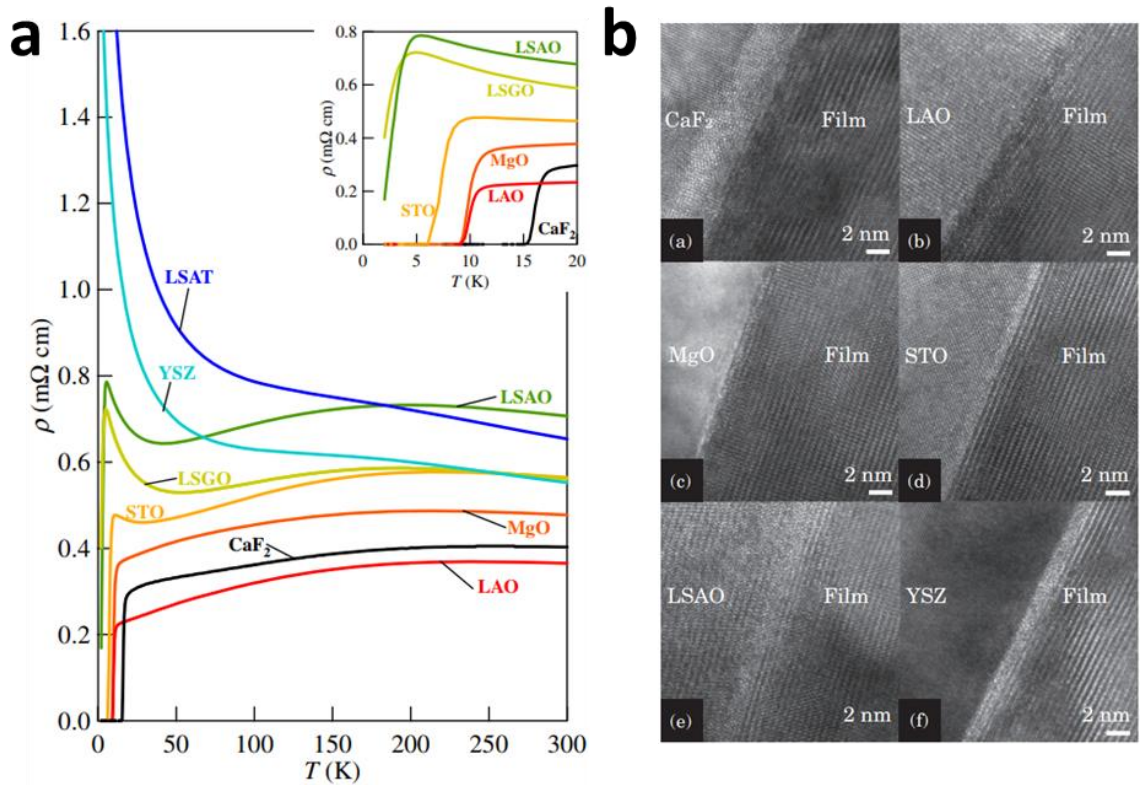 a
1.6
1.4
1.2
1.0
0.8
0.6
0.4
0.2
0.0
ρ (mΩ cm)
0
50
100
150
200
250
300
T (K)
LSAT
YSZ
LSAO
LSGO
STO
MgO
CaF₂
LAO
0.8
0.6
0.4
0.2
0.0
ρ (mΩ cm)
0
5
10
15
20
T (K)
LSAO
LSGO
MgO
STO
LAO
CaF₂
b
CaF₂ Film
(a) 2 nm
LAO Film
(b) 2 nm
MgO Film
(c) 2 nm
STO Film
(d) 2 nm
LSAO Film
(e) 2 nm
YSZ Film
(f) 2 nm